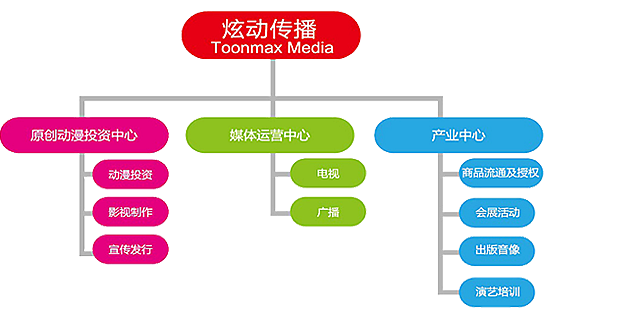 炫动传播
Toonmax Media
原创动漫投资中心
媒体运营中心
产业中心
动漫投资
影视制作
宣传发行
电视
广播
商品流通及授权
会展活动
出版音像
演艺培训